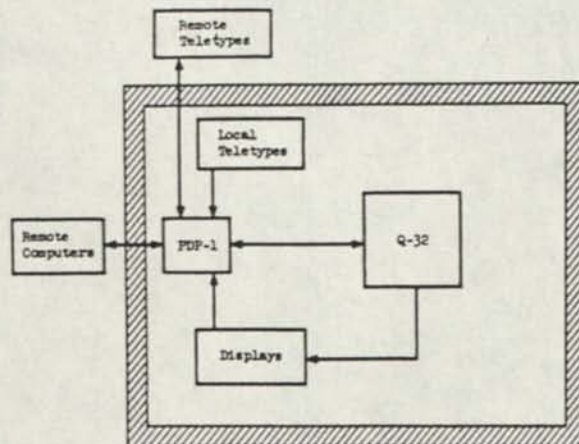 Remote
Teletypes
Local
Teletypes
Remote
Computers
PDP-1
Q-32
Displays